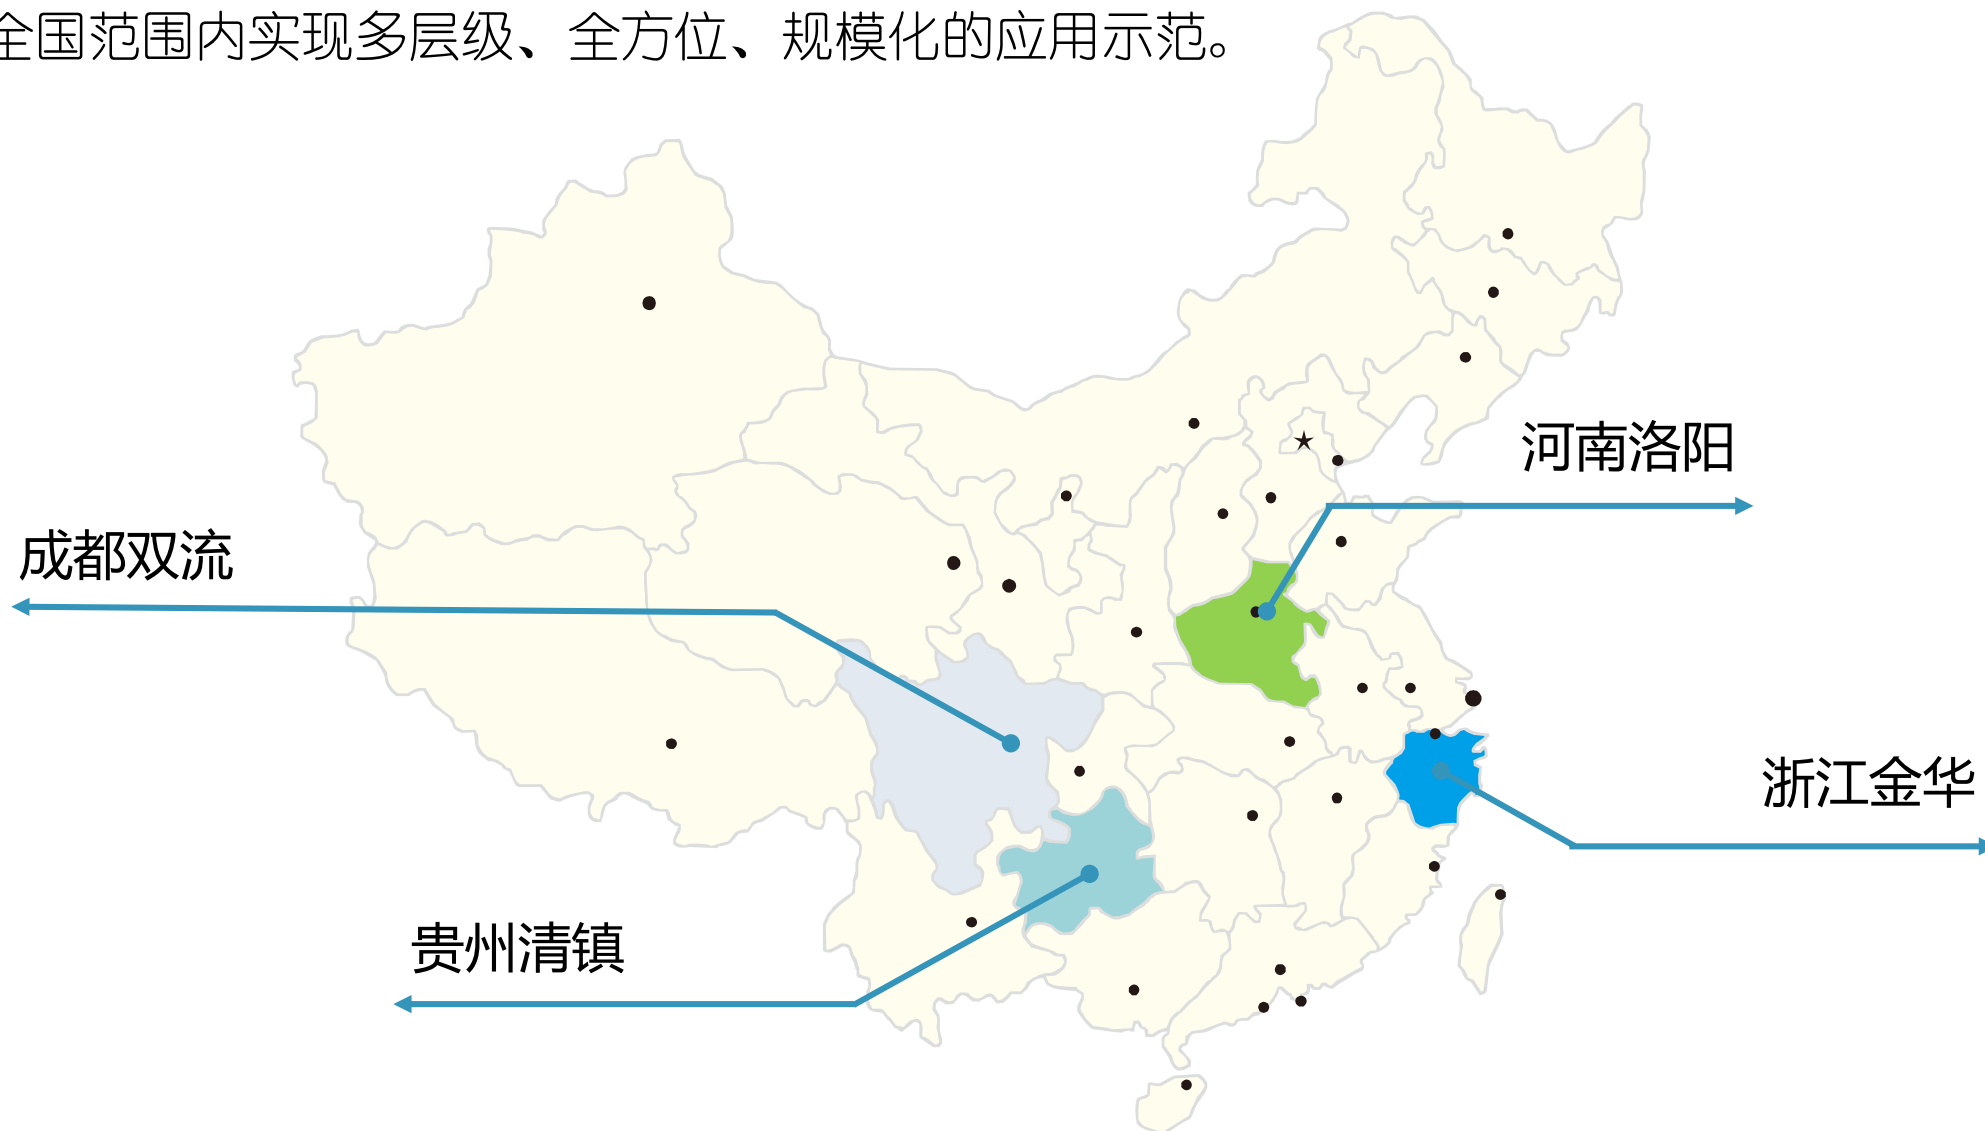 全国范围内实现多层级、全方位、规模化的应用示范。
河南洛阳
成都双流
浙江金华
贵州清镇